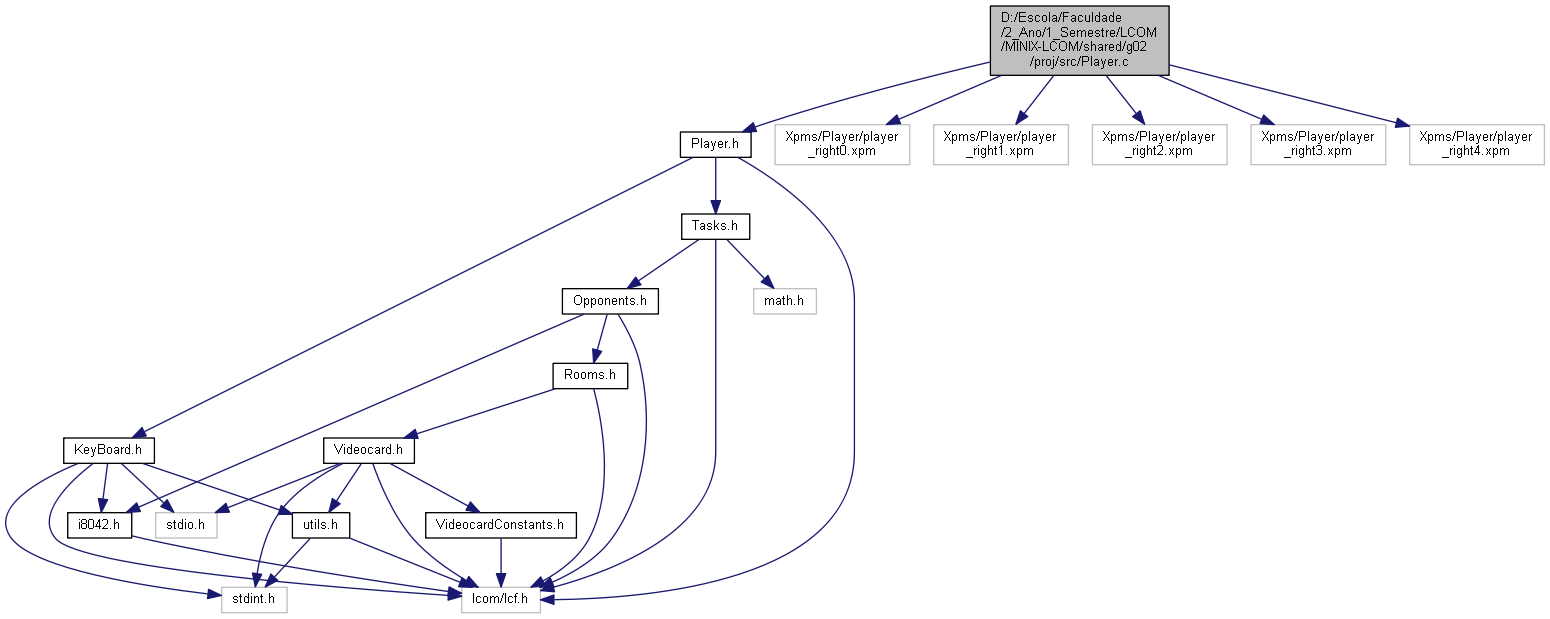 D:/Escola/Faculdade
/2_Ano/1_Semestre/LCOM
/MINIX-LCOM/shared/g02
/proj/src/Player.c
Player.h
Xpms/Player/player
_right0.xpm
Xpms/Player/player
_right1.xpm
Xpms/Player/player
_right2.xpm
Xpms/Player/player
_right3.xpm
Xpms/Player/player
_right4.xpm
Tasks.h
Opponents.h
math.h
Rooms.h
KeyBoard.h
Videocard.h
i8042.h
stdio.h
utils.h
VideocardConstants.h
stdint.h
lcom/lcf.h